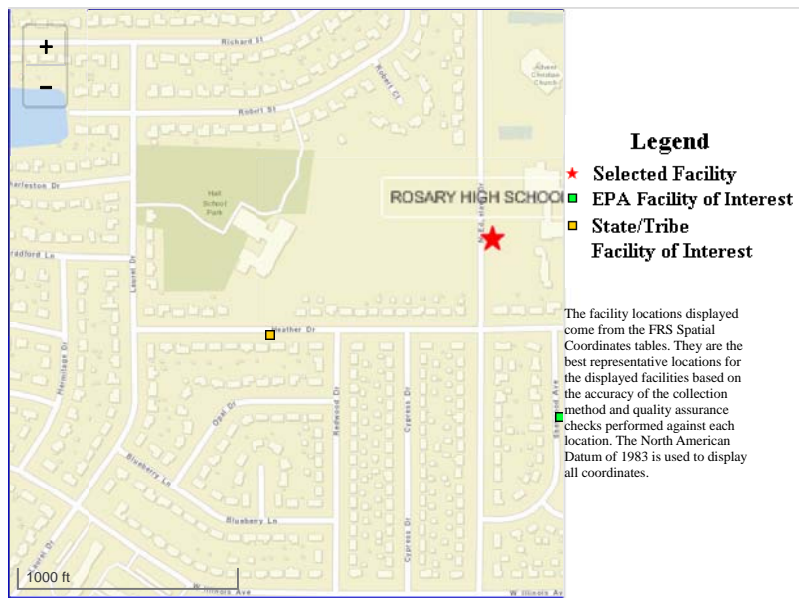 +
−
Richard St
Robert Ct
Robin St
Advent
Christian
Church
Hall
School
Park
ROSARY HIGH SCHOOL
Laurel Dr
Heather Dr
Hermitage Dr
Opal Dr
Redwood Dr
Cypress Dr
Blueberry Ln
Blueberry Ln
Cypress Dr
Laurel Dr
W Illinois Ave
W Illinois Ave
1000 ft
Legend
Selected Facility
EPA Facility of Interest
State/Tribe
Facility of Interest
The facility locations displayed
come from the FRS Spatial
Coordinates tables. They are the
best representative locations for
the displayed facilities based on
the accuracy of the collection
method and quality assurance
checks performed against each
location. The North American
Datum of 1983 is used to display
all coordinates.